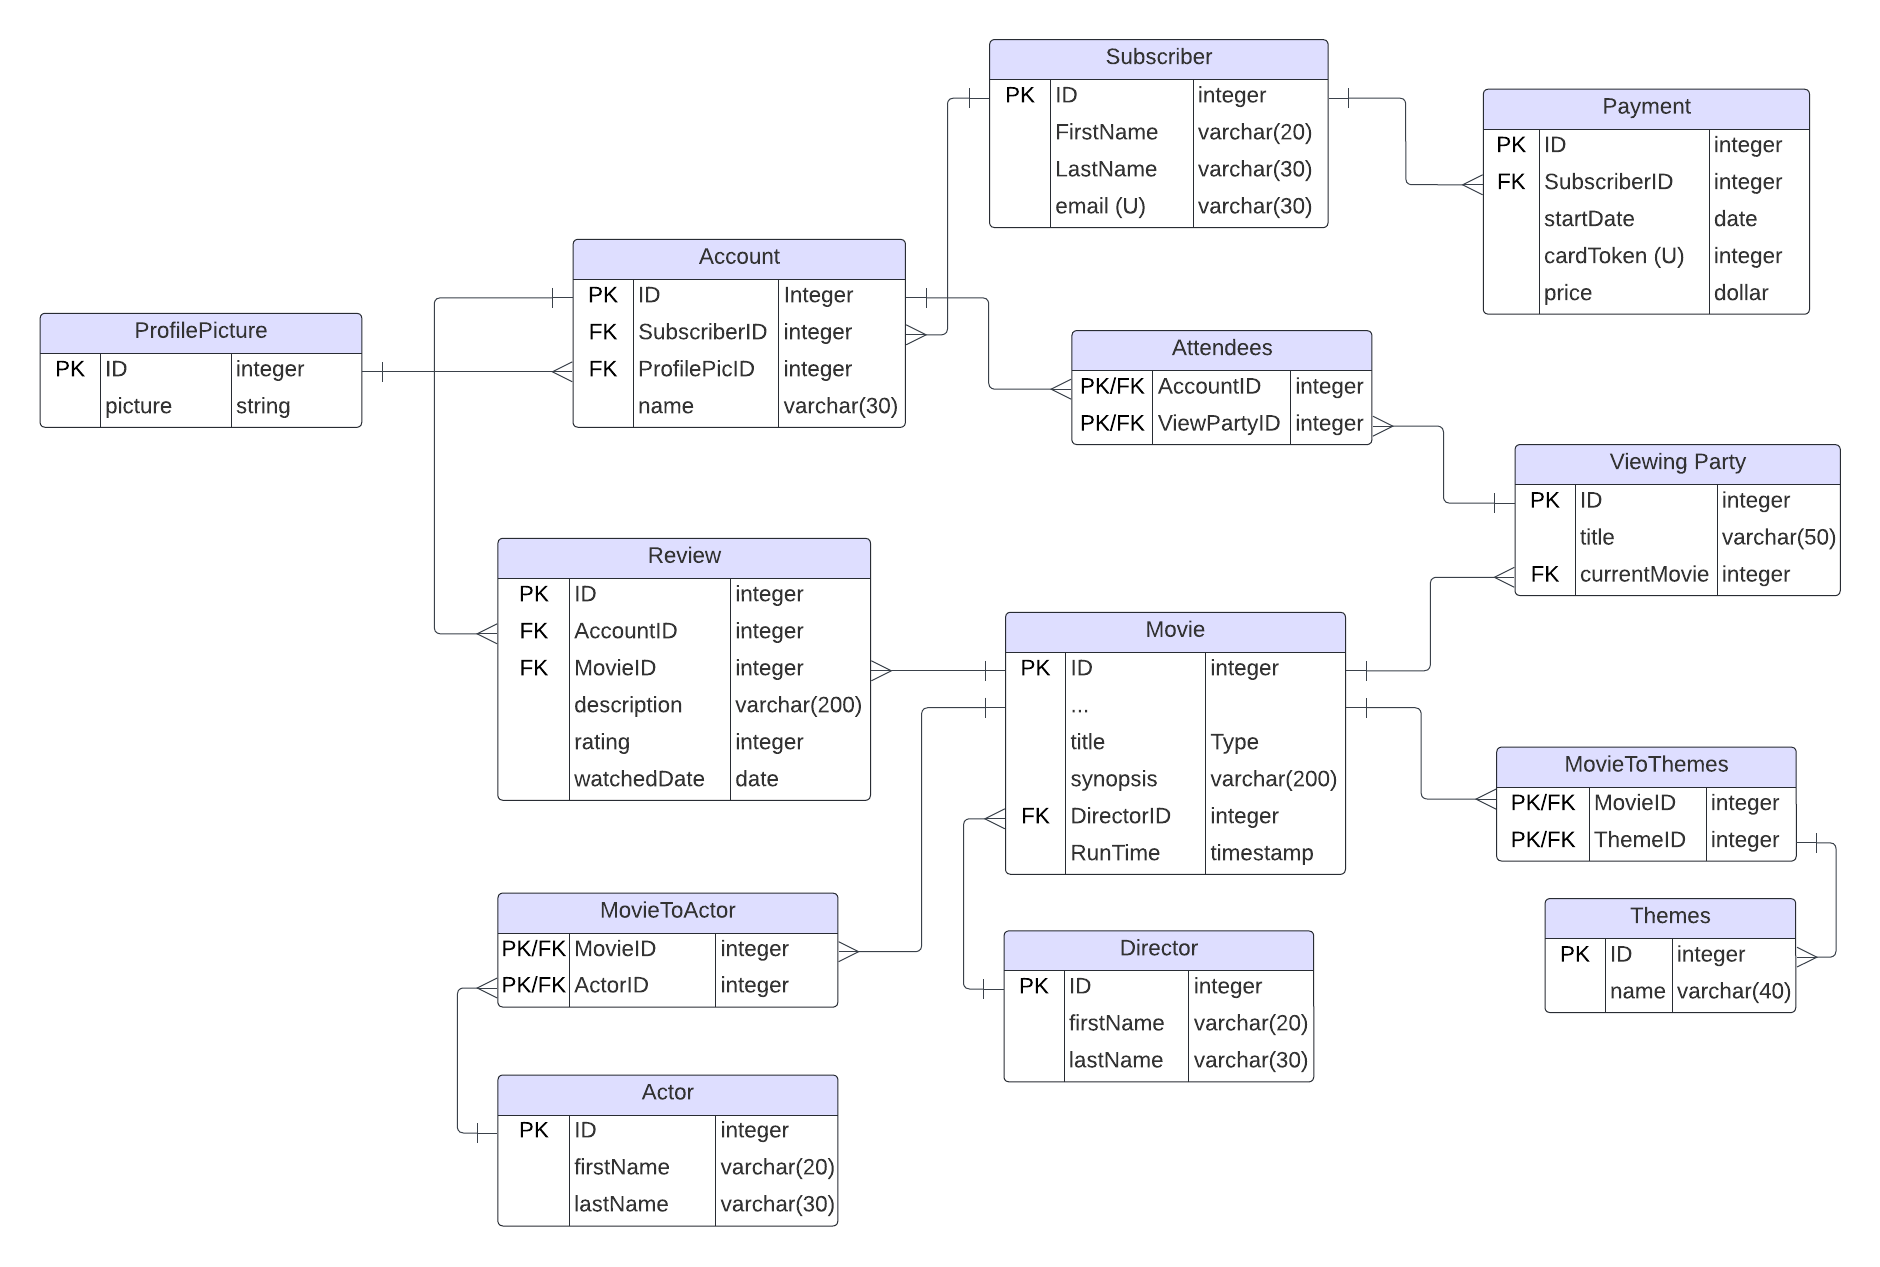 Subscriber
PK ID integer
FirstName varchar(20)
LastName varchar(30)
email (U) varchar(30)
Payment
PK ID integer
FK SubscriberID integer
startDate date
cardToken (U) integer
price dollar
Account
PK ID Integer
FK SubscriberID integer
FK ProfilePicID integer
name varchar(30)
ProfilePicture
PK ID integer
picture string
Attendees
PK/FK AccountID integer
PK/FK ViewPartyID integer
Viewing Party
PK ID integer
title varchar(50)
FK currentMovie integer
Review
PK ID integer
FK AccountID integer
FK MovieID integer
description varchar(200)
rating integer
watchedDate date
Movie
PK ID integer
...
title Type
synopsis varchar(200)
FK DirectorID integer
RunTime timestamp
MovieToThemes
PK/FK MovieID integer
PK/FK ThemeID integer
MovieToActor
PK/FK MovieID integer
PK/FK ActorID integer
Director
PK ID integer
firstName varchar(20)
lastName varchar(30)
Themes
PK ID integer
name varchar(40)
Actor
PK ID integer
firstName varchar(20)
lastName varchar(30)